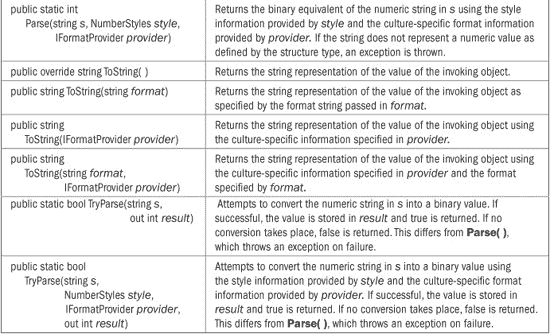 public static int
Parse(string s, NumberStyles style,
IFormatProvider provider)
Returns the binary equivalent of the numeric string in s using the style
information provided by style and the culture-specific format information
provided by provider. If the string does not represent a numeric value as
defined by the structure type, an exception is thrown.
public override string ToString( )
Returns the string representation of the value of the invoking object.
public string ToString(string format)
Returns the string representation of the value of the invoking object as
specified by the format string passed in format.
public string
ToString(IFormatProvider provider)
Returns the string representation of the value of the invoking object using
the culture-specific information specified in provider.
public string
ToString(string format,
IFormatProvider provider)
Returns the string representation of the value of the invoking object using
the culture-specific information specified in provider and the format
specified by format.
public static bool TryParse(string s,
out int result)
Attempts to convert the numeric string in s into a binary value. If
successful, the value is stored in result and true is returned. If no
conversion takes place, false is returned. This differs from Parse( ),
which throws an exception on failure.
public static bool
TryParse(string s,
NumberStyles style,
IFormatProvider provider,
out int result)
Attempts to convert the numeric string in s into a binary value using
the style information provided by style and the culture-specific format
information provided by provider. If successful, the value is stored in
result and true is returned. If no conversion takes place, false is returned.
This differs from Parse( ), which throws an exception on failure.